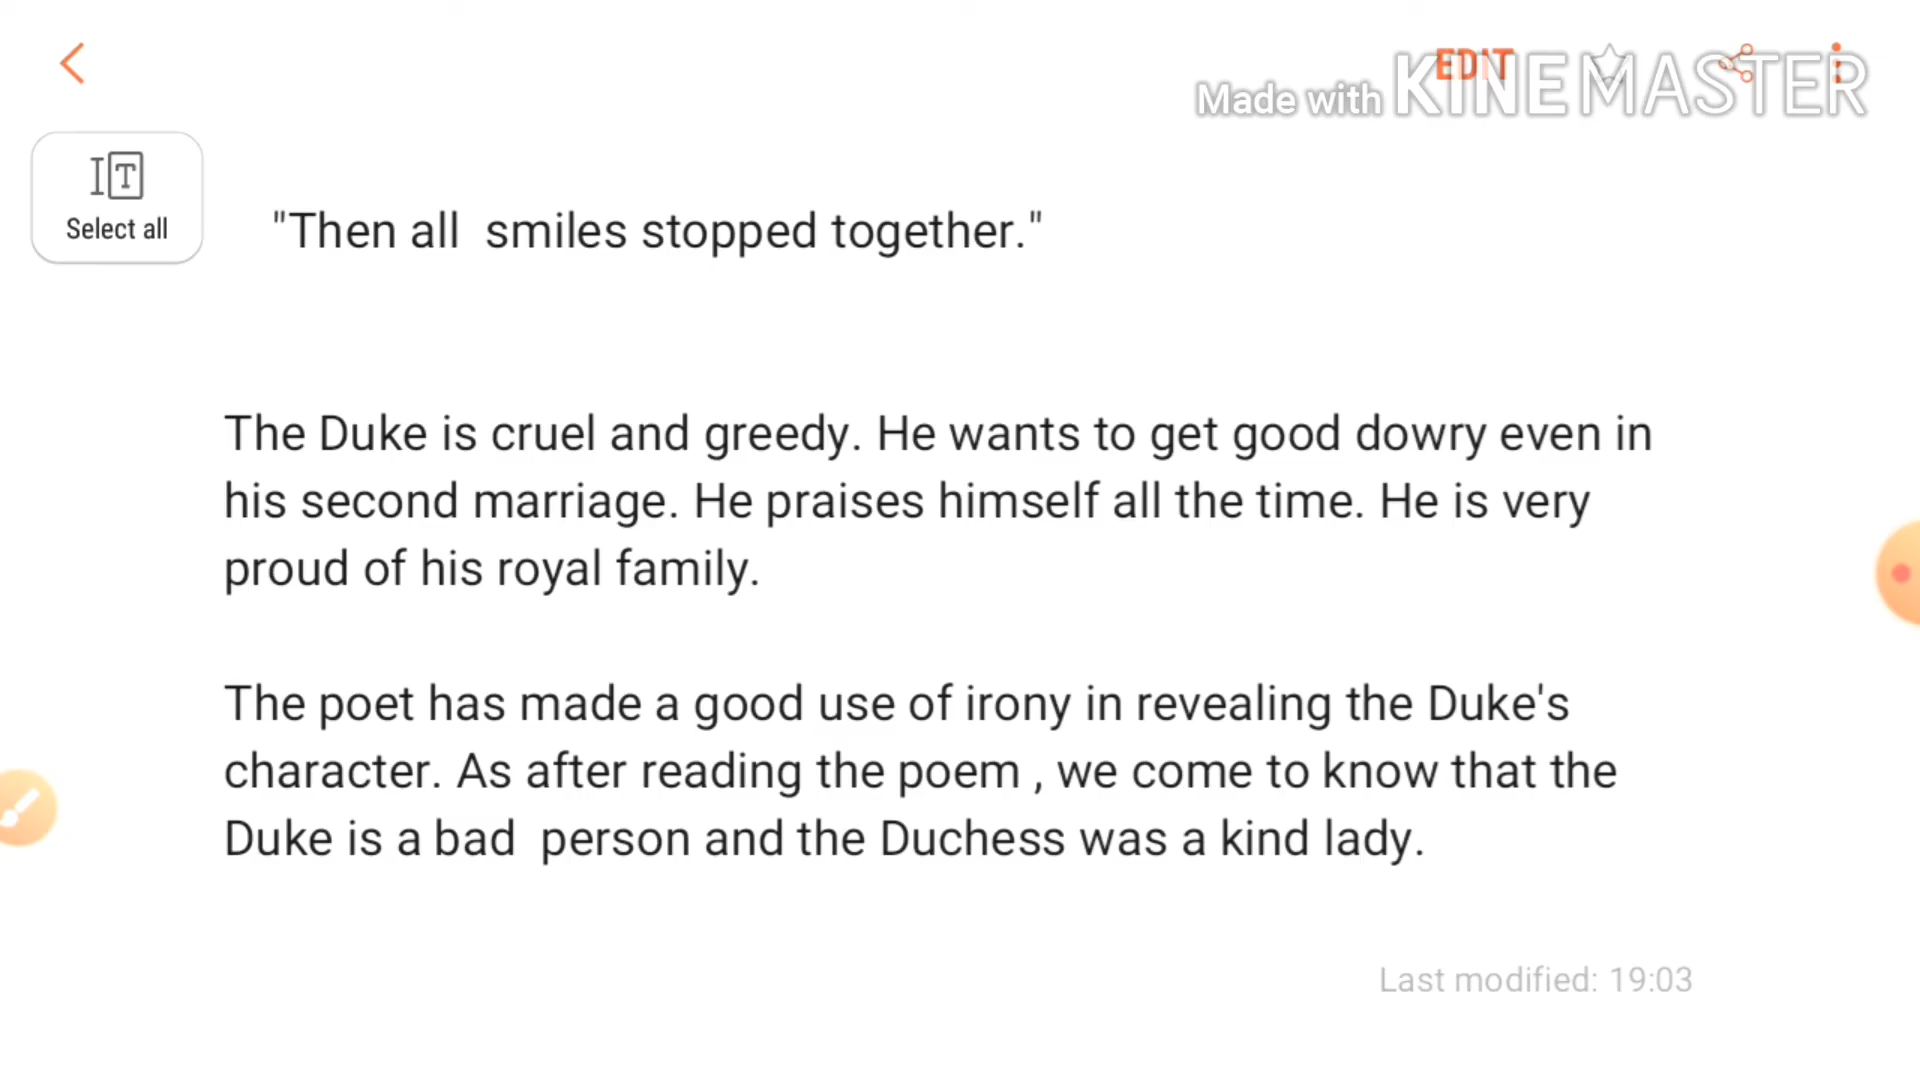 EDIT
Made with KINEMASTER
Select all
"Then all  smiles stopped together."
The Duke is cruel and greedy. He wants to get good dowry even in
his second marriage. He praises himself all the time. He is very
proud of his royal family.
The poet has made a good use of irony in revealing the Duke's
character. As after reading the poem , we come to know that the
Duke is a bad  person and the Duchess was a kind lady.
Last modified: 19:03